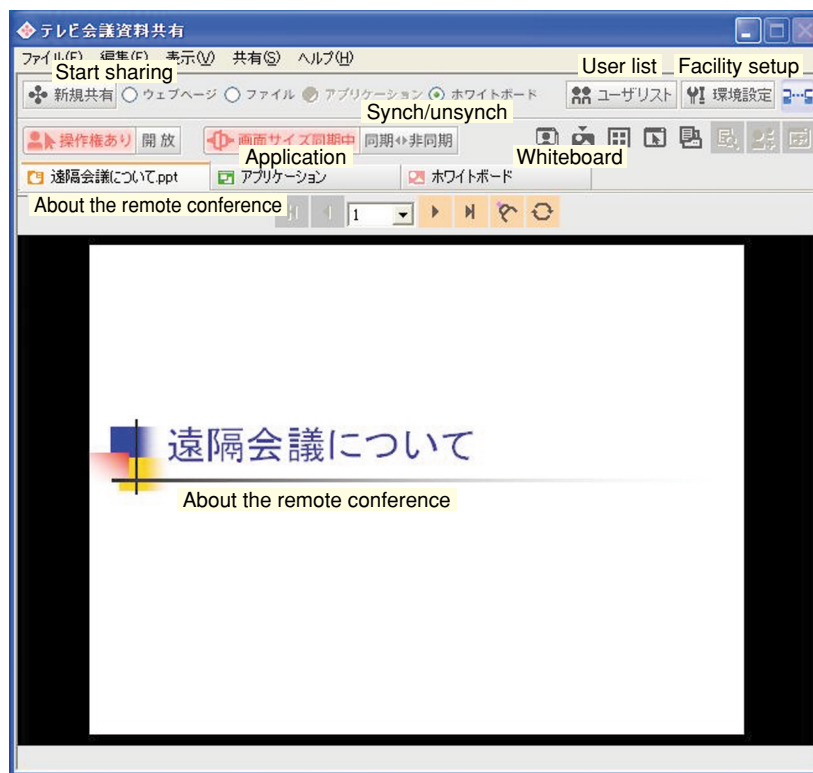 テレビ会議資料共有
ファイル(F) 編集(E) 表示(V) 共有(S) ヘルプ(H)
Start sharing
User list
Facility setup
新規共有 ウェブページ ファイル アプリケーション ホワイトボード ユーザリスト 環境設定
Synch/unsynch
操作権あり 開放 画面サイズ同期中 同期⇔非同期
Application
Whiteboard
遠隔会議について.ppt アプリケーション ホワイトボード
About the remote conference
1
遠隔会議について
About the remote conference